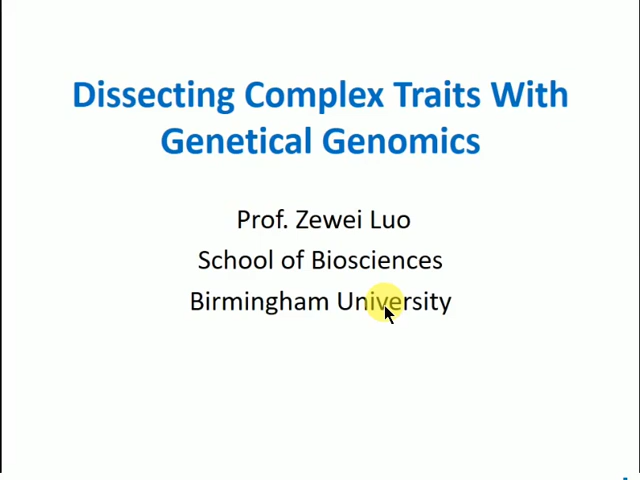 Dissecting Complex Traits With
Genetical Genomics
Prof. Zewei Luo
School of Biosciences
Birmingham University